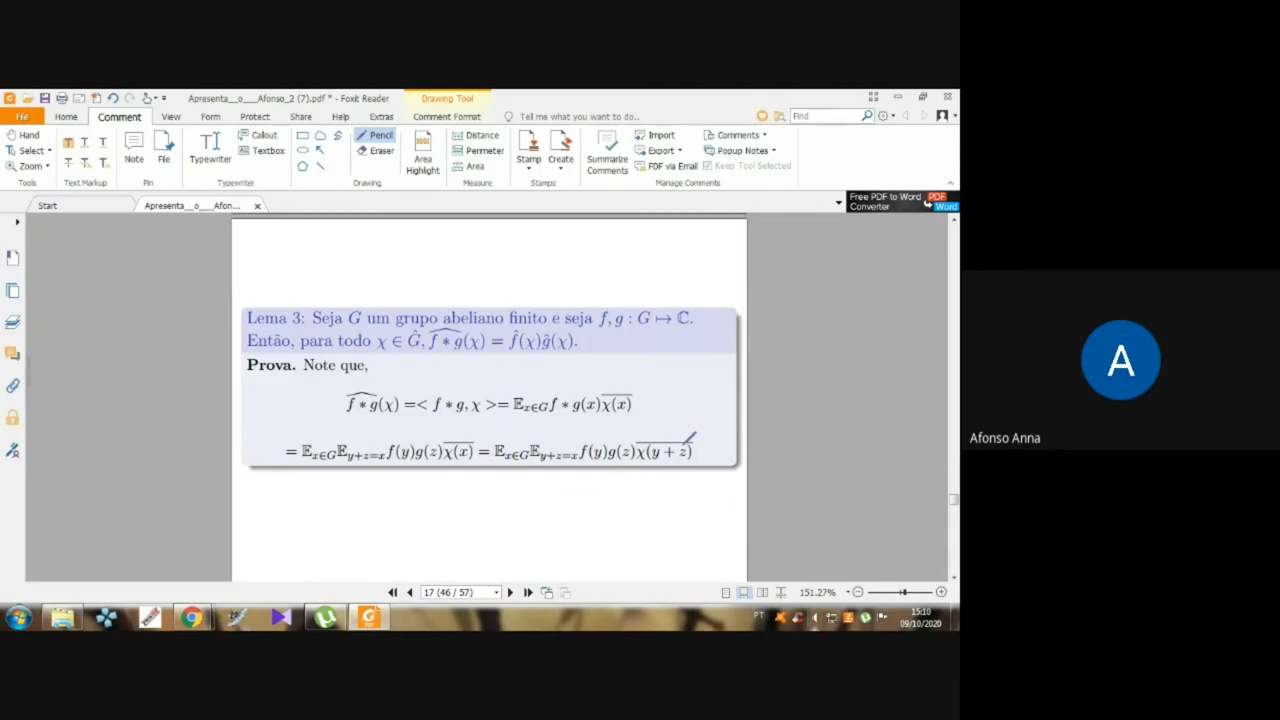 Apresenta__o___Afonso_2 (7).pdf * - Foxit Reader
Drawing Tool
File Home Comment View Form Protect Share Help Extras Comment Format Tell me what you want to do.. Find
Hand
Select
Zoom
Tools
Text Markup
Note
File
Pin
Typewriter
Callout
Textbox
Typewriter
Pencil
Eraser
Drawing
Area Highlight
Distance
Perimeter
Area
Measure
Stamp
Create
Stamps
Summarize Comments
Import
Export
FDF via Email
Comments
Popup Notes
Keep Tool Selected
Manage Comments
Start
Apresenta__o___Afon...
Free PDF to Word Converter
PDF
Word
Lema 3: Seja G um grupo abeliano finito e seja f, g : G ↦ ℂ.
Então, para todo χ ∈ Ĝ, \widehat{f * g}(χ) = f̂(χ)ĝ(χ).
Prova. Note que,
\widehat{f * g}(χ) =< f * g, χ >= 𝔼_{x∈G} f * g(x)\overline{χ(x)}
= 𝔼_{x∈G}𝔼_{y+z=x} f(y)g(z)\overline{χ(x)} = 𝔼_{x∈G}𝔼_{y+z=x} f(y)g(z)\overline{χ(y + z)}
17 (46 / 57)
151.27%
PT
15:10
09/10/2020
A
Afonso Anna